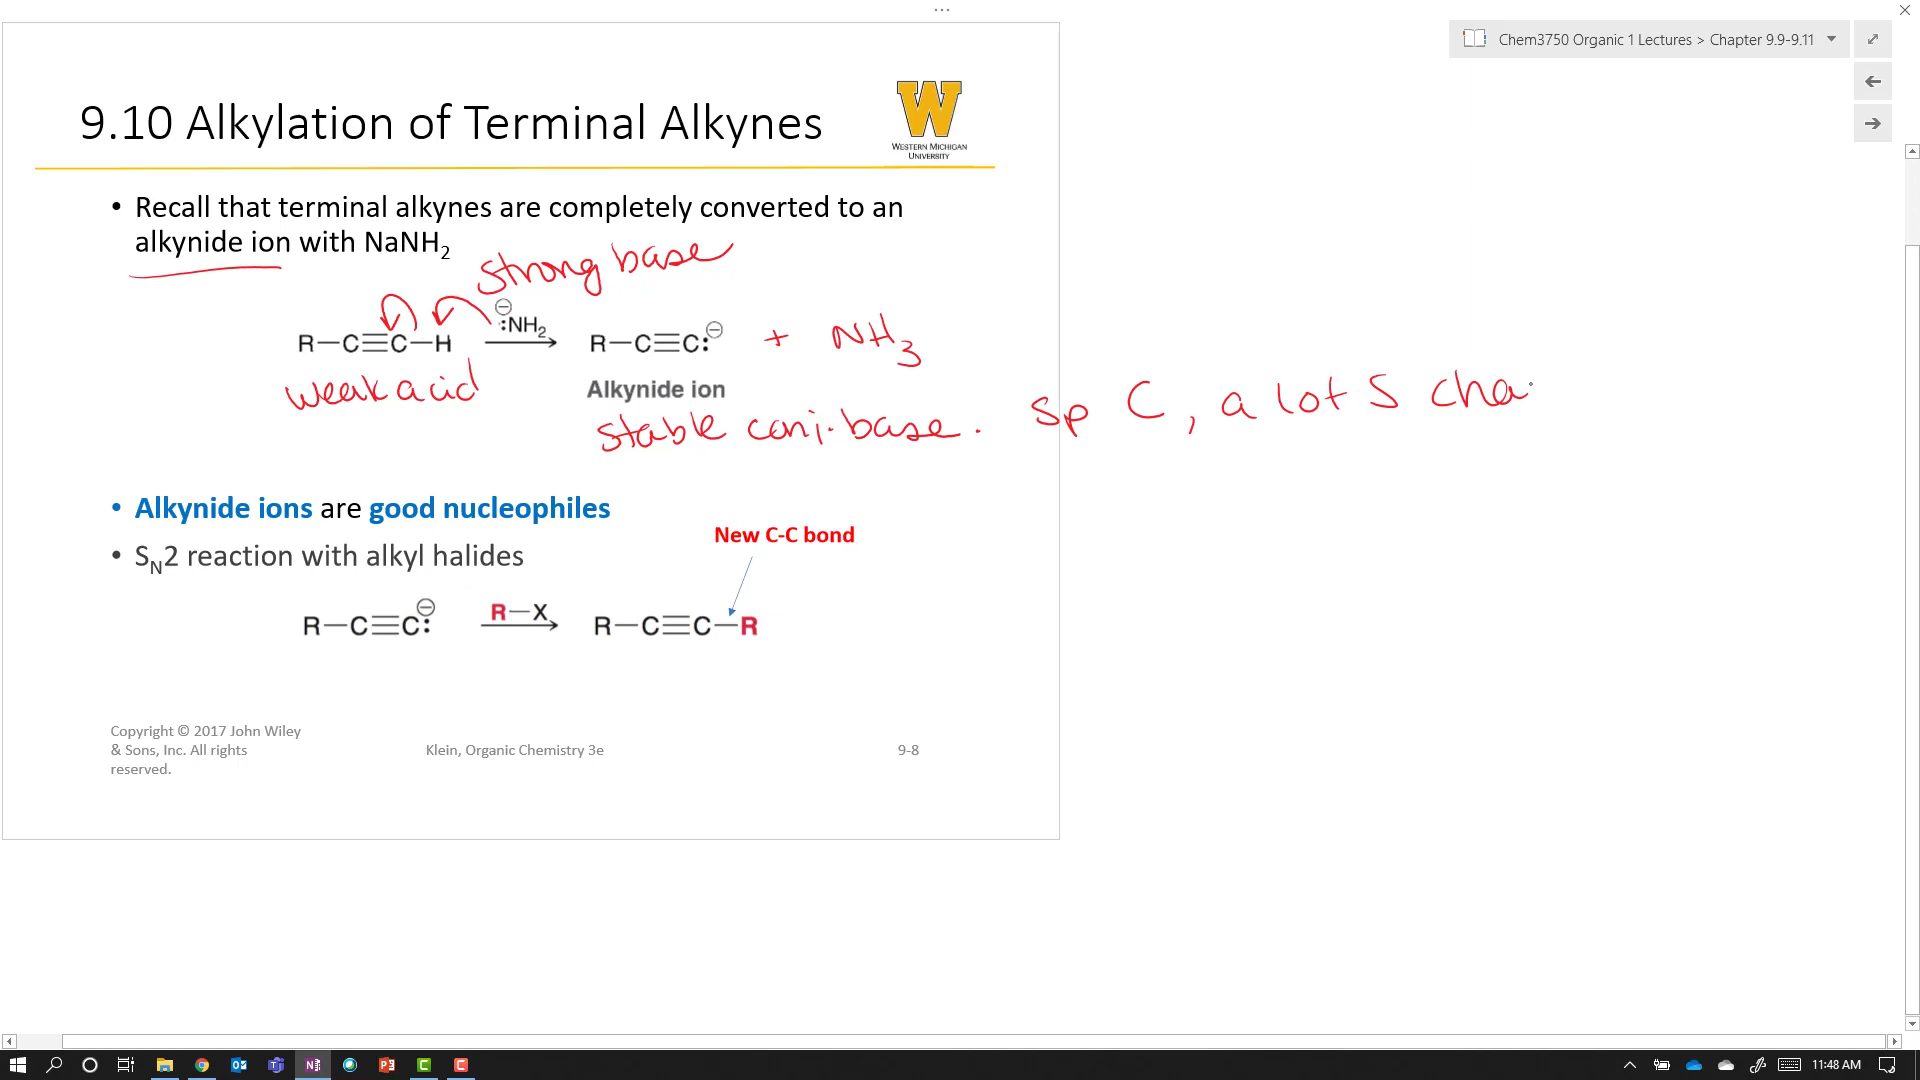 Chem3750 Organic 1 Lectures > Chapter 9.9-9.11
9.10 Alkylation of Terminal Alkynes
W
WESTERN MICHIGAN
UNIVERSITY
• Recall that terminal alkynes are completely converted to an
alkynide ion with NaNH2
strong base
R—C≡C—H :NH2 ⊖ R—C≡C:⊖ + NH3
weak acid
Alkynide ion
stable conj. base. sp C, a lot S cha
• Alkynide ions are good nucleophiles
New C-C bond
• SN2 reaction with alkyl halides
R—C≡C:⊖ R—X R—C≡C—R
Copyright © 2017 John Wiley
& Sons, Inc. All rights
reserved.
Klein, Organic Chemistry 3e
9-8
11:48 AM